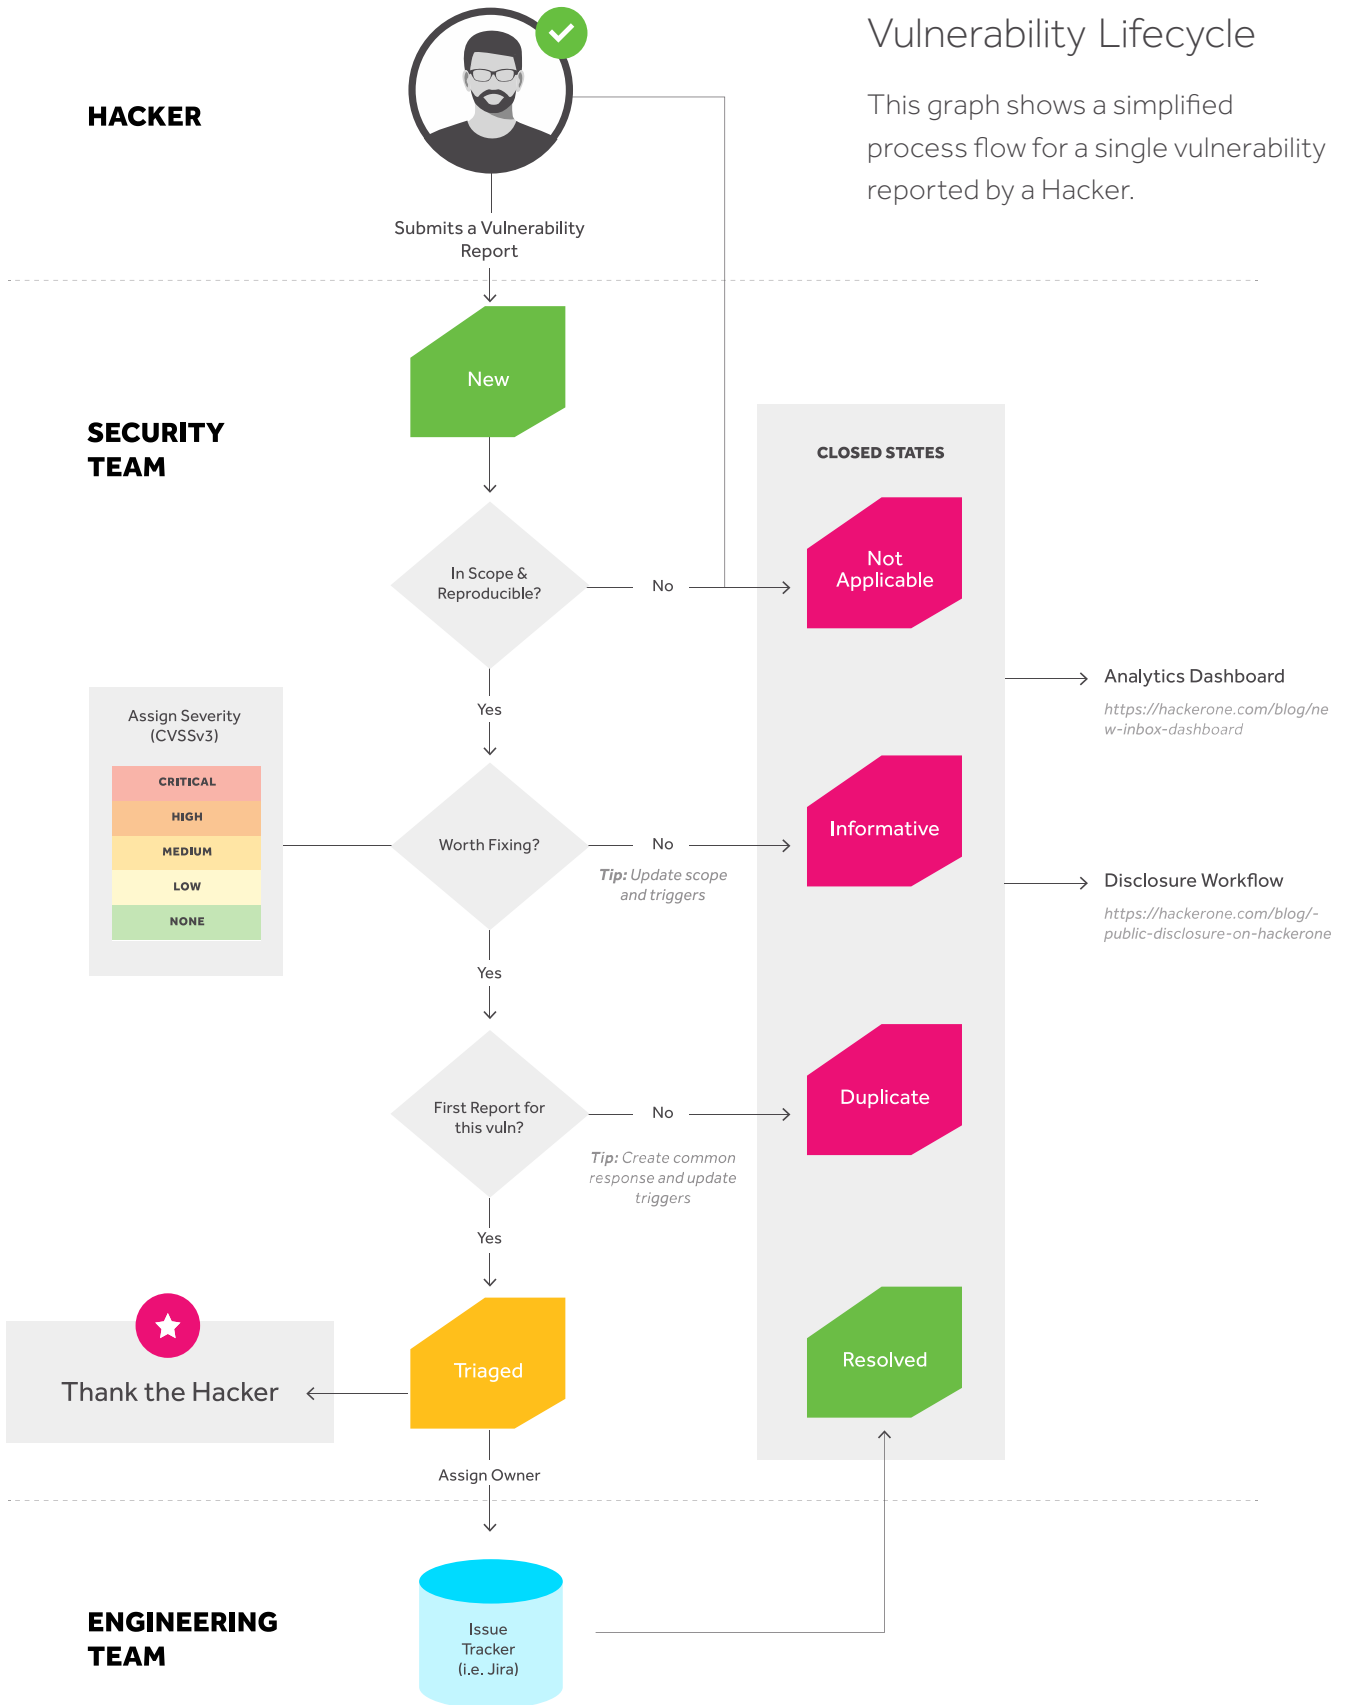 Vulnerability Lifecycle
This graph shows a simplified
process flow for a single vulnerability
reported by a Hacker.
HACKER
Submits a Vulnerability
Report
New
SECURITY
TEAM
CLOSED STATES
In Scope &
Reproducible?
No
Not
Applicable
Yes
Analytics Dashboard
https://hackerone.com/blog/ne
w-inbox-dashboard
Assign Severity
(CVSSv3)
CRITICAL
HIGH
MEDIUM
LOW
NONE
Worth Fixing?
No
Tip: Update scope
and triggers
Informative
Disclosure Workflow
https://hackerone.com/blog/-
public-disclosure-on-hackerone
Yes
First Report for
this vuln?
No
Tip: Create common
response and update
triggers
Duplicate
Yes
Thank the Hacker
Triaged
Resolved
Assign Owner
ENGINEERING
TEAM
Issue
Tracker
(i.e. Jira)